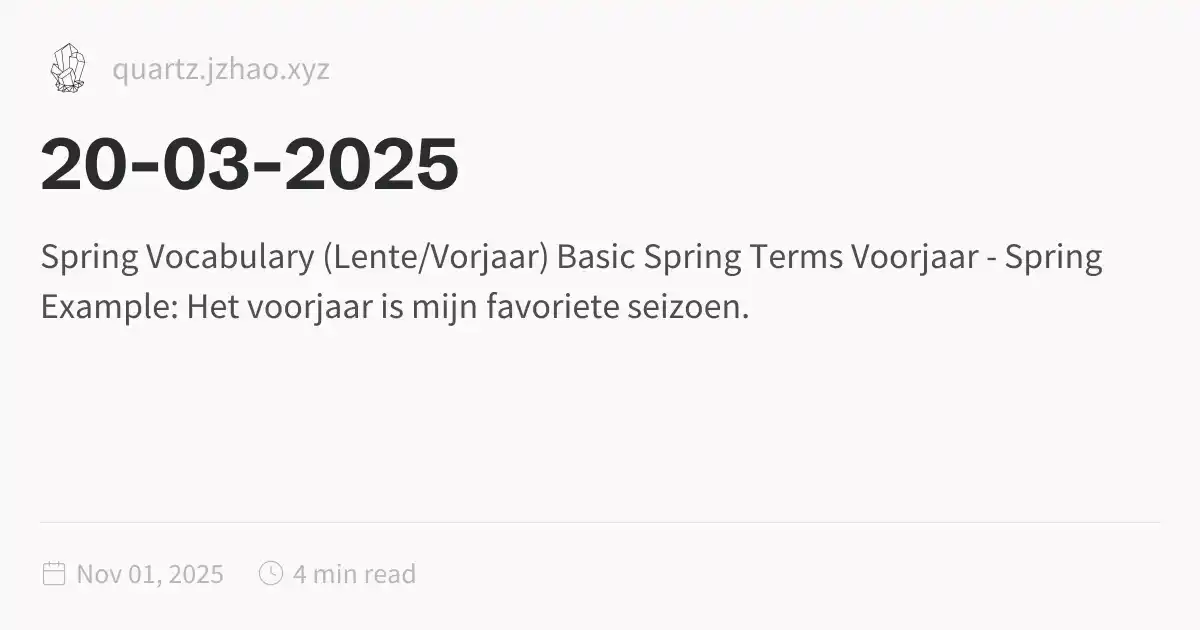 quartz.jzhao.xyz
20-03-2025
Spring Vocabulary (Lente/Vorjaar) Basic Spring Terms Voorjaar - Spring
Example: Het voorjaar is mijn favoriete seizoen.
Nov 01, 2025 4 min read